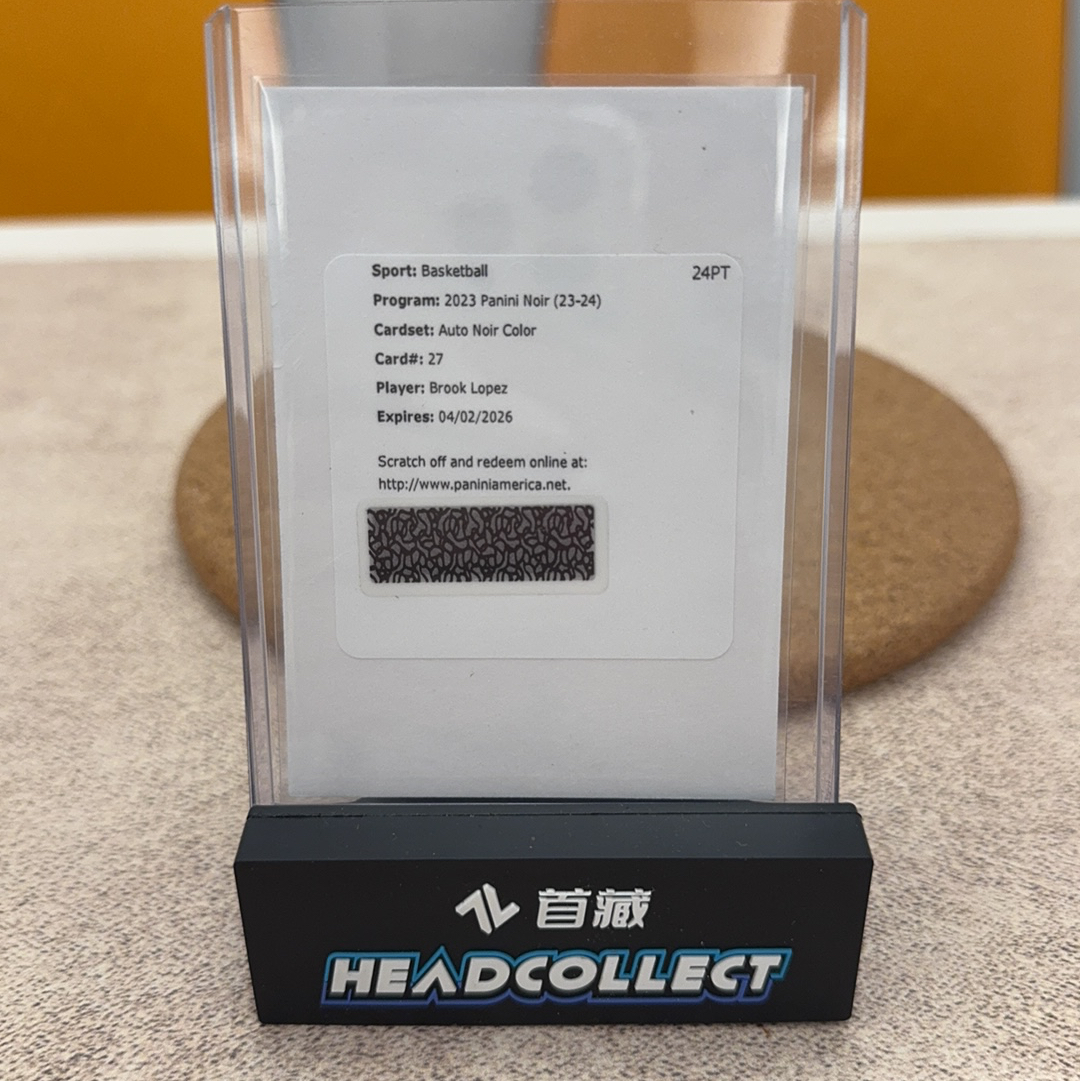 Sport: Basketball 24PT
Program: 2023 Panini Noir (23-24)
Cardset: Auto Noir Color
Card#: 27
Player: Brook Lopez
Expires: 04/02/2026
Scratch off and redeem online at:
http://www.paniniamerica.net.
首藏
HEADCOLLECT